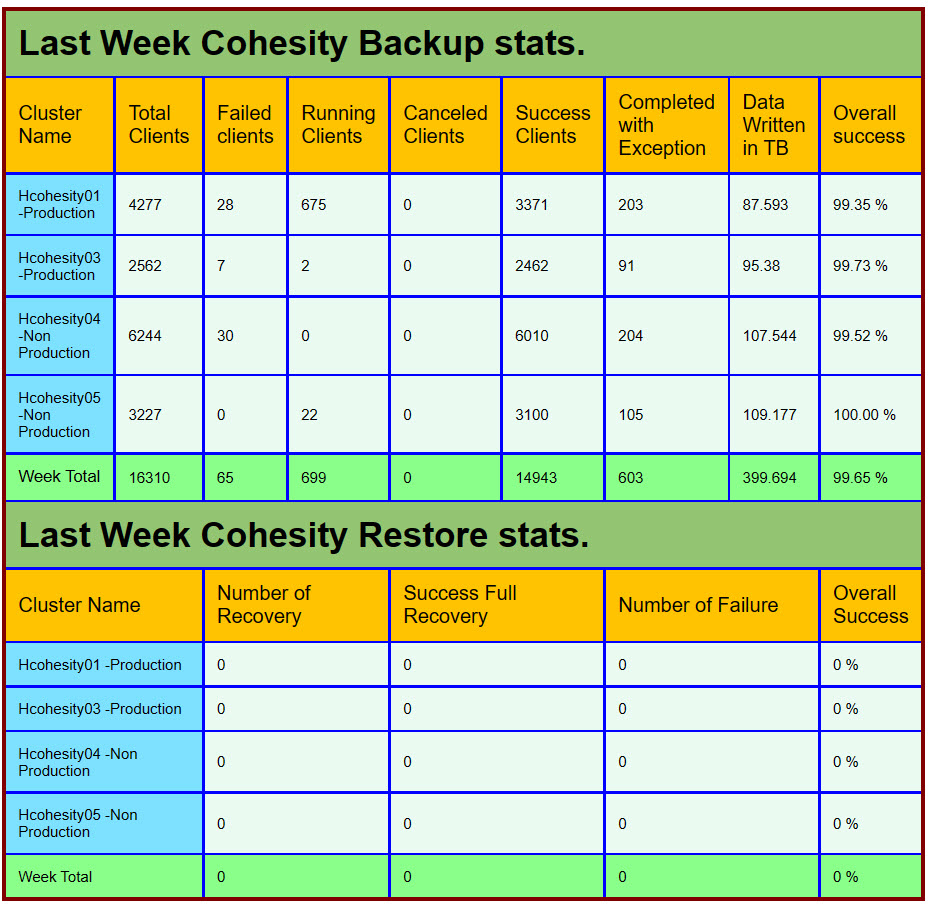 Last Week Cohesity Backup stats.
Cluster Name Total Clients Failed clients Running Clients Canceled Clients Success Clients Completed with Exception Data Written in TB Overall success
Hcohesity01 -Production 4277 28 675 0 3371 203 87.593 99.35 %
Hcohesity03 -Production 2562 7 2 0 2462 91 95.38 99.73 %
Hcohesity04 -Non Production 6244 30 0 0 6010 204 107.544 99.52 %
Hcohesity05 -Non Production 3227 0 22 0 3100 105 109.177 100.00 %
Week Total 16310 65 699 0 14943 603 399.694 99.65 %
Last Week Cohesity Restore stats.
Cluster Name Number of Recovery Success Full Recovery Number of Failure Overall Success
Hcohesity01 -Production 0 0 0 0 %
Hcohesity03 -Production 0 0 0 0 %
Hcohesity04 -Non Production 0 0 0 0 %
Hcohesity05 -Non Production 0 0 0 0 %
Week Total 0 0 0 0 %